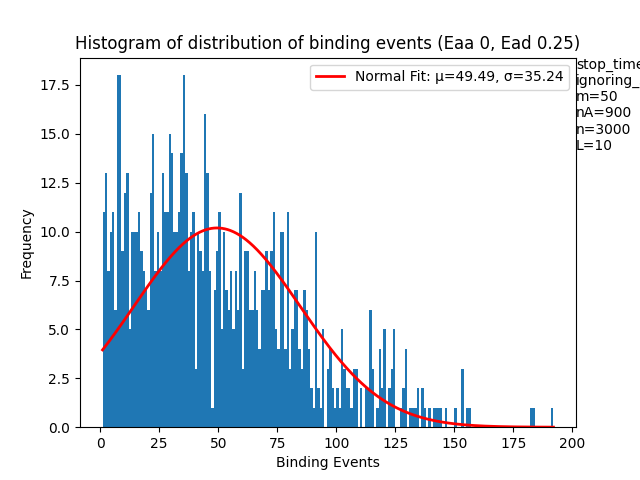 Histogram of distribution of binding events (Eaa 0, Ead 0.25)
Normal Fit: μ=49.49, σ=35.24
stop_time
ignoring_
m=50
nA=900
n=3000
L=10
Frequency
17.5
15.0
12.5
10.0
7.5
5.0
2.5
0.0
0 25 50 75 100 125 150 175 200
Binding Events